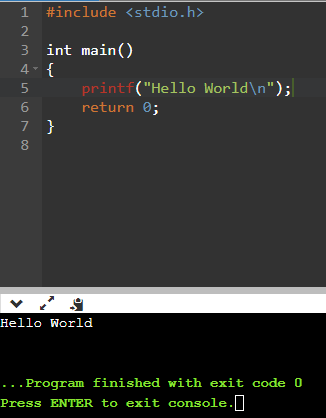 1 #include <stdio.h>
2
3 int main()
4 {
5     printf("Hello World\n");
6     return 0;
7 }
8
Hello World
...Program finished with exit code 0
Press ENTER to exit console.